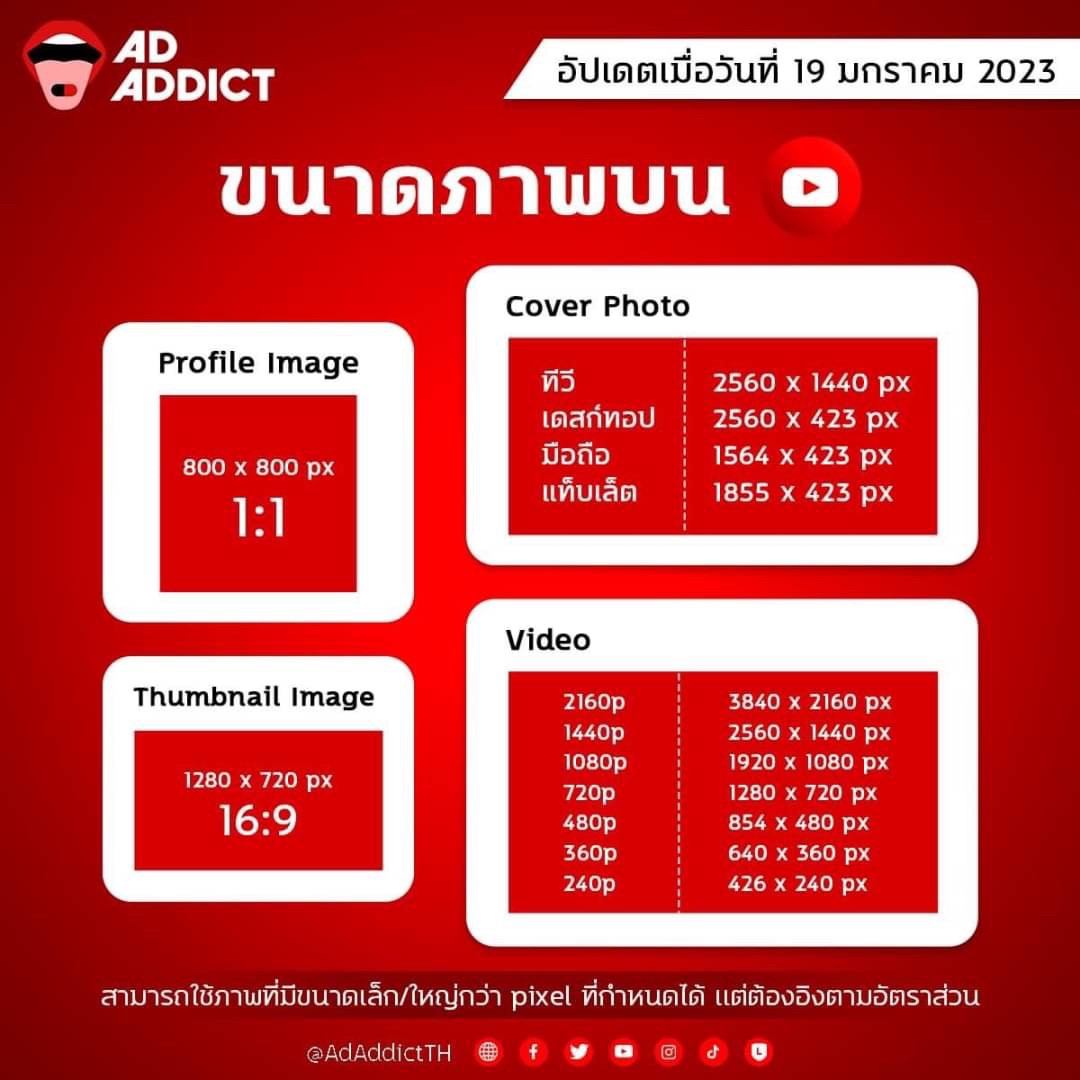 AD
ADDICT
อัปเดตเมื่อวันที่ 19 มกราคม 2023
ขนาดภาพบน
Profile Image
800 x 800 px
1:1
Cover Photo
ทีวี 2560 x 1440 px
เดสก์ทอป 2560 x 423 px
มือถือ 1564 x 423 px
แท็บเล็ต 1855 x 423 px
Thumbnail Image
1280 x 720 px
16:9
Video
2160p 3840 x 2160 px
1440p 2560 x 1440 px
1080p 1920 x 1080 px
720p 1280 x 720 px
480p 854 x 480 px
360p 640 x 360 px
240p 426 x 240 px
สามารถใช้ภาพที่มีขนาดเล็ก/ใหญ่กว่า pixel ที่กำหนดได้ แต่ต้องอิงตามอัตราส่วน
@AdAddictTH